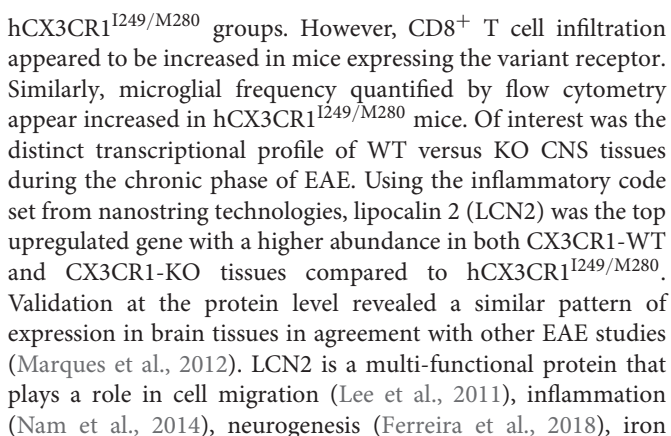 hCX3CR1^I249/M280 groups. However, CD8⁺ T cell infiltration
appeared to be increased in mice expressing the variant receptor.
Similarly, microglial frequency quantified by flow cytometry
appear increased in hCX3CR1^I249/M280 mice. Of interest was the
distinct transcriptional profile of WT versus KO CNS tissues
during the chronic phase of EAE. Using the inflammatory code
set from nanostring technologies, lipocalin 2 (LCN2) was the top
upregulated gene with a higher abundance in both CX3CR1-WT
and CX3CR1-KO tissues compared to hCX3CR1^I249/M280.
Validation at the protein level revealed a similar pattern of
expression in brain tissues in agreement with other EAE studies
(Marques et al., 2012). LCN2 is a multi-functional protein that
plays a role in cell migration (Lee et al., 2011), inflammation
(Nam et al., 2014), neurogenesis (Ferreira et al., 2018), iron